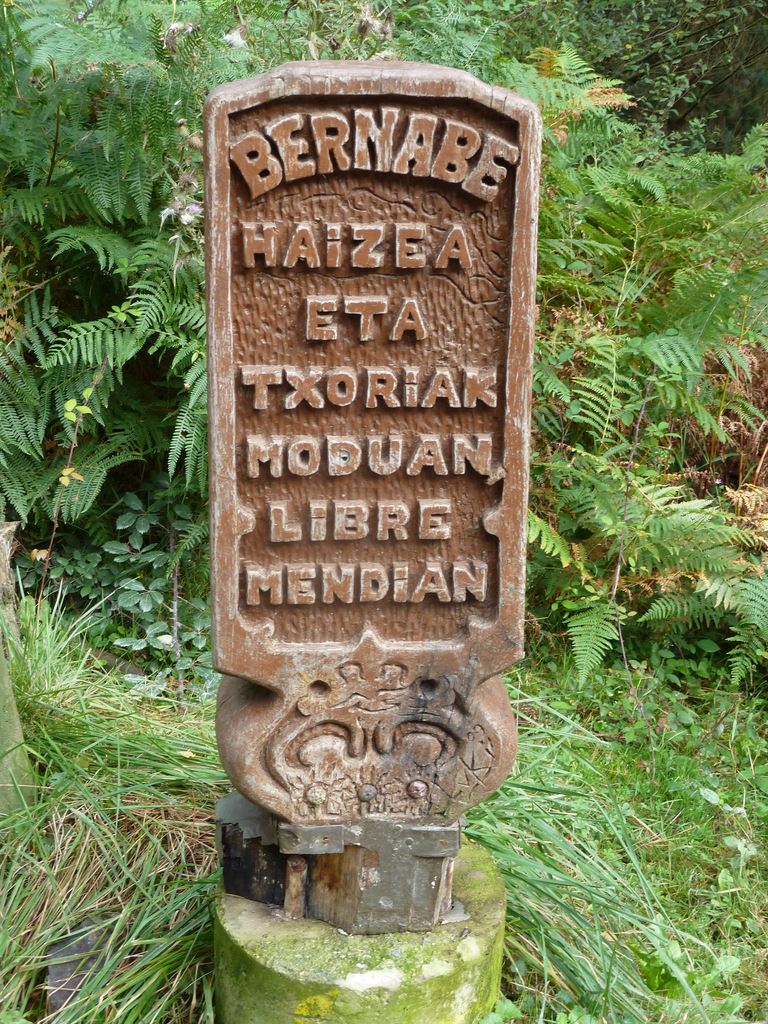 BERNABE
HAiZEA
ETA
TXORiAK
MODUAN,
LiBRE
MENDiAN